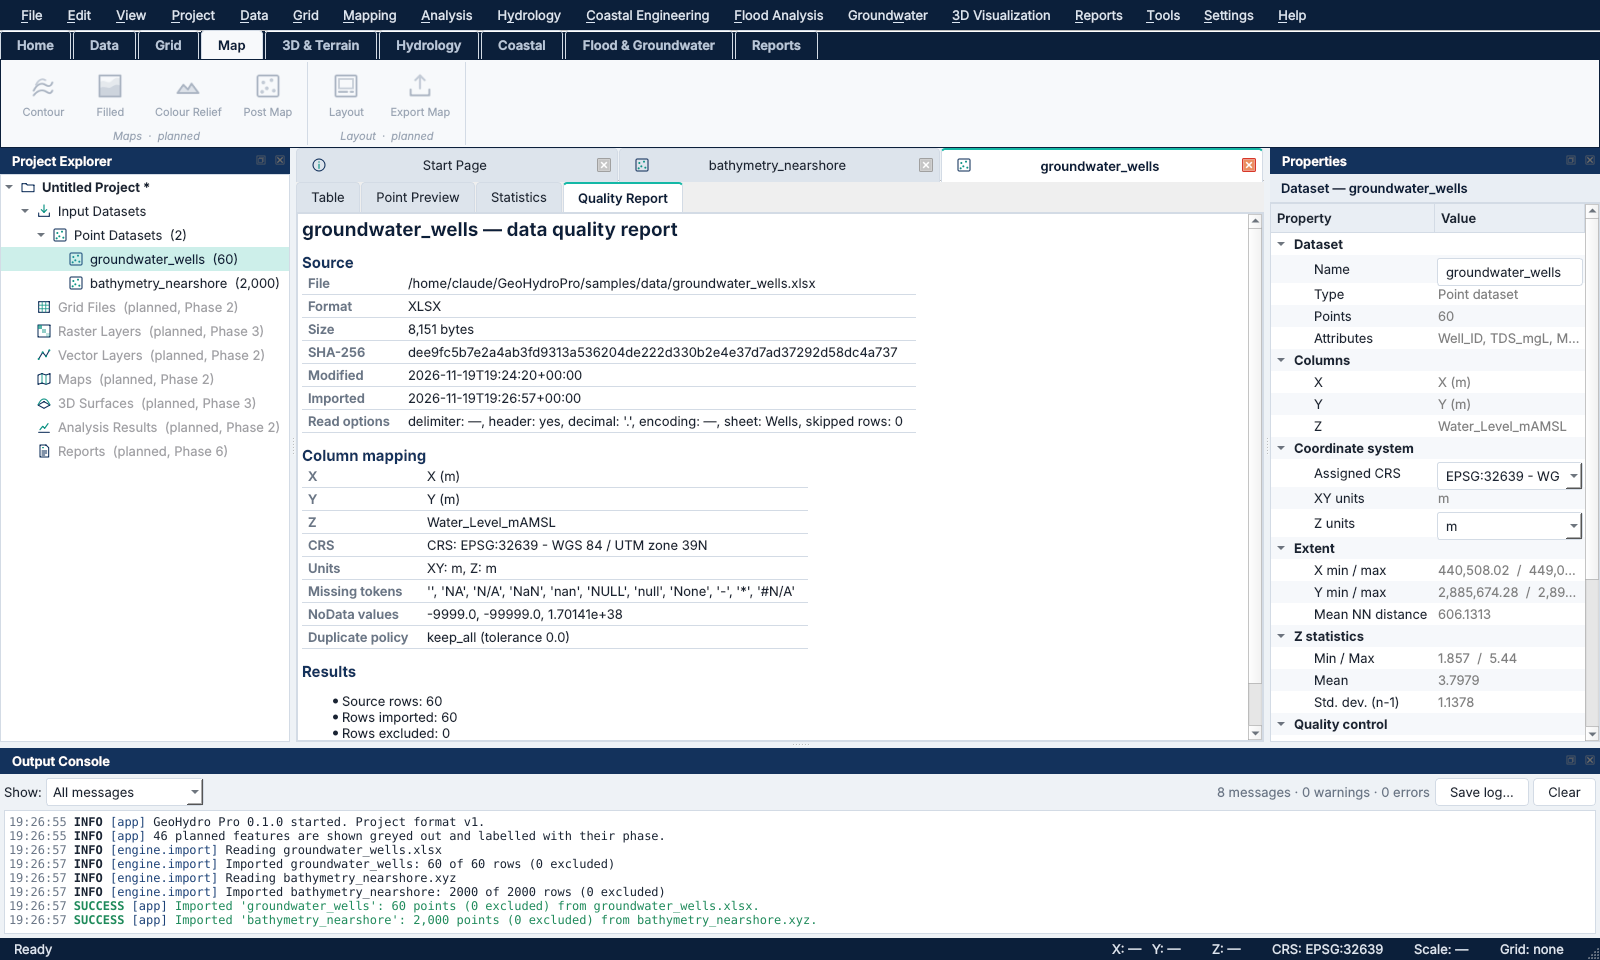 File Edit View Project Data Grid Mapping Analysis Hydrology Coastal Engineering Flood Analysis Groundwater 3D Visualization Reports Tools Settings Help
Home Data Grid Map 3D & Terrain Hydrology Coastal Flood & Groundwater Reports
Contour Filled Colour Relief Post Map Layout Export Map
Maps · planned Layout · planned
Project Explorer
Untitled Project *
Input Datasets
Point Datasets (2)
groundwater_wells (60)
bathymetry_nearshore (2,000)
Grid Files (planned, Phase 2)
Raster Layers (planned, Phase 3)
Vector Layers (planned, Phase 2)
Maps (planned, Phase 2)
3D Surfaces (planned, Phase 3)
Analysis Results (planned, Phase 2)
Reports (planned, Phase 6)
Start Page bathymetry_nearshore groundwater_wells
Table Point Preview Statistics Quality Report
groundwater_wells — data quality report
Source
File /home/claude/GeoHydroPro/samples/data/groundwater_wells.xlsx
Format XLSX
Size 8,151 bytes
SHA-256 dee9fc5b7e2a4ab3fd9313a536204de222d330b2e4e37d7ad37292d58dc4a737
Modified 2026-11-19T19:24:20+00:00
Imported 2026-11-19T19:26:57+00:00
Read options delimiter: —, header: yes, decimal: '.', encoding: —, sheet: Wells, skipped rows: 0
Column mapping
X X (m)
Y Y (m)
Z Water_Level_mAMSL
CRS CRS: EPSG:32639 - WGS 84 / UTM zone 39N
Units XY: m, Z: m
Missing tokens '', 'NA', 'N/A', 'NaN', 'nan', 'NULL', 'null', 'None', '-', '*', '#N/A'
NoData values -9999.0, -99999.0, 1.70141e+38
Duplicate policy keep_all (tolerance 0.0)
Results
• Source rows: 60
• Rows imported: 60
• Rows excluded: 0
Properties
Dataset — groundwater_wells
Property Value
Dataset
Name groundwater_wells
Type Point dataset
Points 60
Attributes Well_ID, TDS_mgL, M...
Columns
X X (m)
Y Y (m)
Z Water_Level_mAMSL
Coordinate system
Assigned CRS EPSG:32639 - WG
XY units m
Z units m
Extent
X min / max 440,508.02 / 449,0...
Y min / max 2,885,674.28 / 2,89...
Mean NN distance 606.1313
Z statistics
Min / Max 1.857 / 5.44
Mean 3.7979
Std. dev. (n-1) 1.1378
Quality control
Output Console
Show: All messages 8 messages · 0 warnings · 0 errors Save log... Clear
19:26:55 INFO [app] GeoHydro Pro 0.1.0 started. Project format v1.
19:26:55 INFO [app] 46 planned features are shown greyed out and labelled with their phase.
19:26:57 INFO [engine.import] Reading groundwater_wells.xlsx
19:26:57 INFO [engine.import] Imported groundwater_wells: 60 of 60 rows (0 excluded)
19:26:57 INFO [engine.import] Reading bathymetry_nearshore.xyz
19:26:57 INFO [engine.import] Imported bathymetry_nearshore: 2000 of 2000 rows (0 excluded)
19:26:57 SUCCESS [app] Imported 'groundwater_wells': 60 points (0 excluded) from groundwater_wells.xlsx.
19:26:57 SUCCESS [app] Imported 'bathymetry_nearshore': 2,000 points (0 excluded) from bathymetry_nearshore.xyz.
Ready X: — Y: — Z: — CRS: EPSG:32639 Scale: — Grid: none